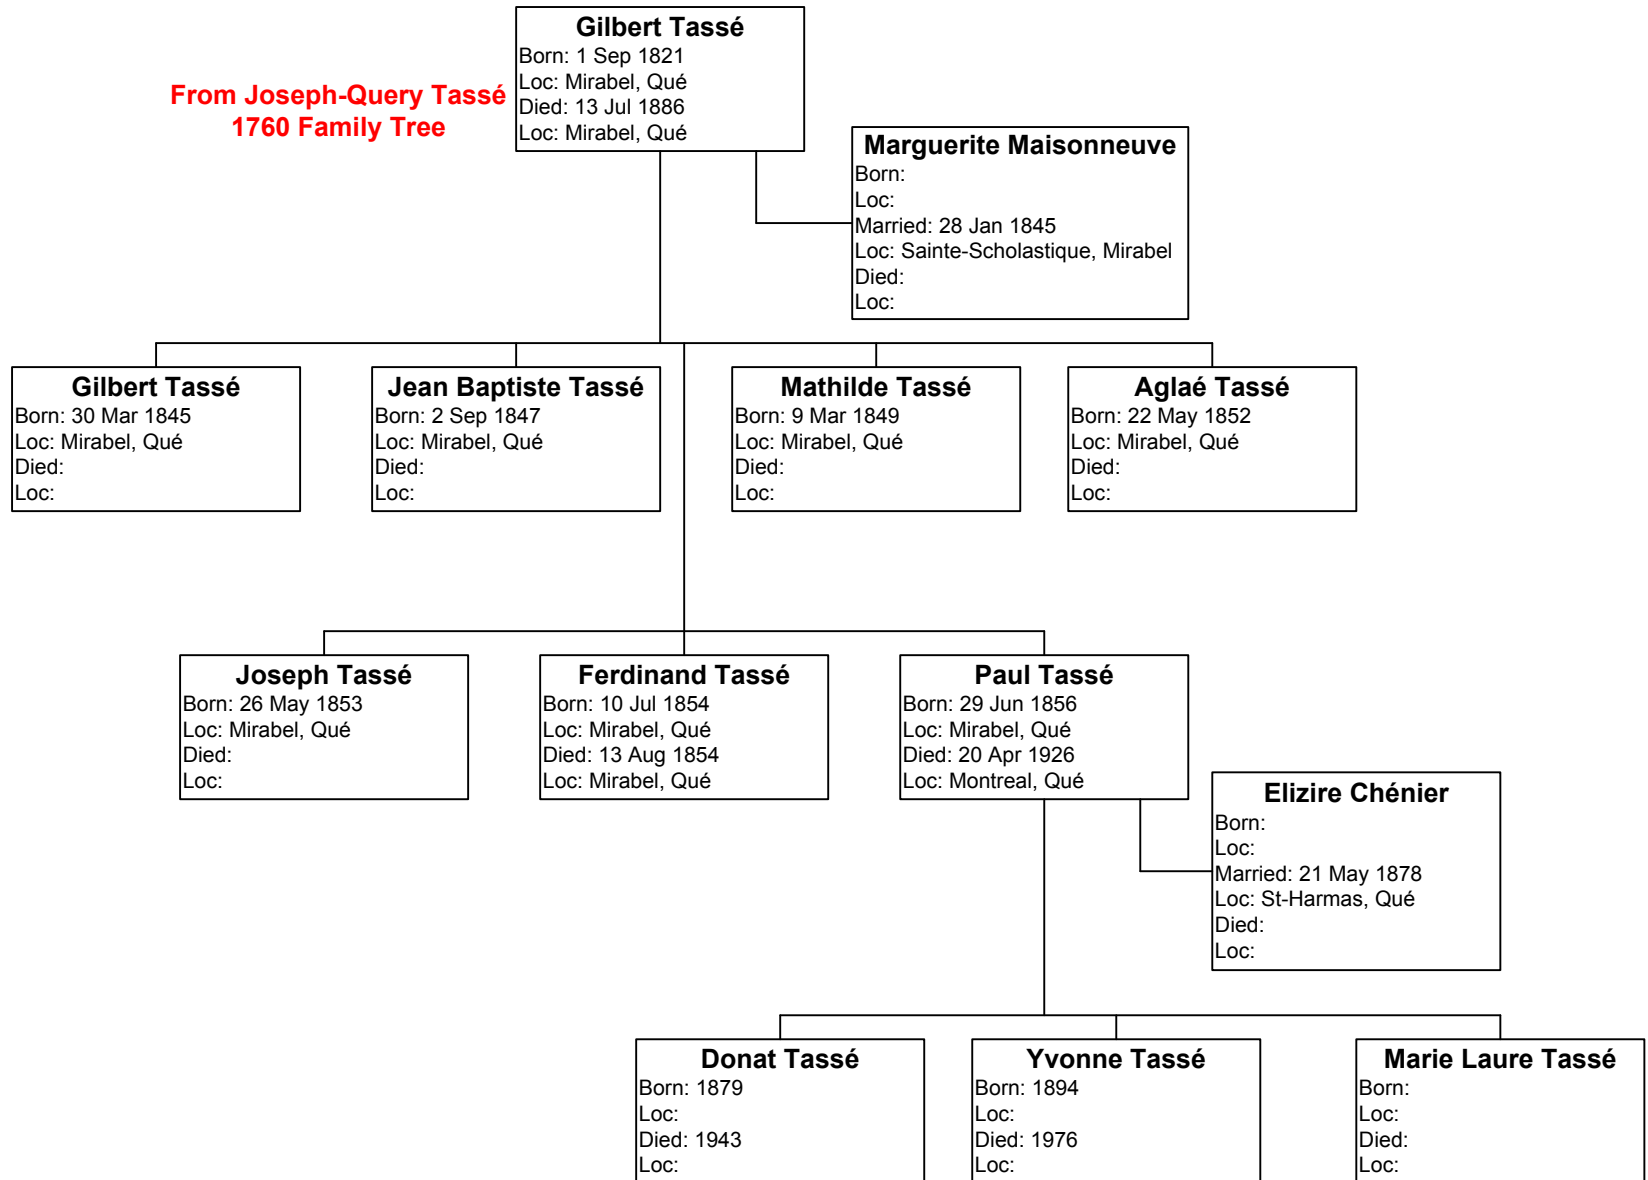 Gilbert Tassé
Born: 1 Sep 1821
Loc: Mirabel, Qué
Died: 13 Jul 1886
Loc: Mirabel, Qué
From Joseph-Query Tassé
1760 Family Tree
Marguerite Maisonneuve
Born:
Loc:
Married: 28 Jan 1845
Loc: Sainte-Scholastique, Mirabel
Died:
Loc:
Gilbert Tassé
Born: 30 Mar 1845
Loc: Mirabel, Qué
Died:
Loc:
Jean Baptiste Tassé
Born: 2 Sep 1847
Loc: Mirabel, Qué
Died:
Loc:
Mathilde Tassé
Born: 9 Mar 1849
Loc: Mirabel, Qué
Died:
Loc:
Aglaé Tassé
Born: 22 May 1852
Loc: Mirabel, Qué
Died:
Loc:
Joseph Tassé
Born: 26 May 1853
Loc: Mirabel, Qué
Died:
Loc:
Ferdinand Tassé
Born: 10 Jul 1854
Loc: Mirabel, Qué
Died: 13 Aug 1854
Loc: Mirabel, Qué
Paul Tassé
Born: 29 Jun 1856
Loc: Mirabel, Qué
Died: 20 Apr 1926
Loc: Montreal, Qué
Elizire Chénier
Born:
Loc:
Married: 21 May 1878
Loc: St-Harmas, Qué
Died:
Loc:
Donat Tassé
Born: 1879
Loc:
Died: 1943
Loc:
Yvonne Tassé
Born: 1894
Loc:
Died: 1976
Loc:
Marie Laure Tassé
Born:
Loc:
Died:
Loc: